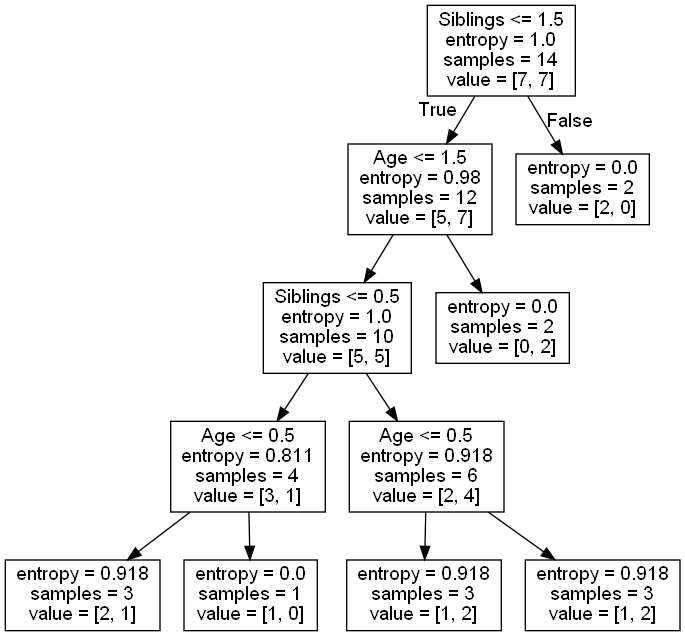 Siblings <= 1.5
entropy = 1.0
samples = 14
value = [7, 7]
True
False
Age <= 1.5
entropy = 0.98
samples = 12
value = [5, 7]
entropy = 0.0
samples = 2
value = [2, 0]
Siblings <= 0.5
entropy = 1.0
samples = 10
value = [5, 5]
entropy = 0.0
samples = 2
value = [0, 2]
Age <= 0.5
entropy = 0.811
samples = 4
value = [3, 1]
Age <= 0.5
entropy = 0.918
samples = 6
value = [2, 4]
entropy = 0.918
samples = 3
value = [2, 1]
entropy = 0.0
samples = 1
value = [1, 0]
entropy = 0.918
samples = 3
value = [1, 2]
entropy = 0.918
samples = 3
value = [1, 2]